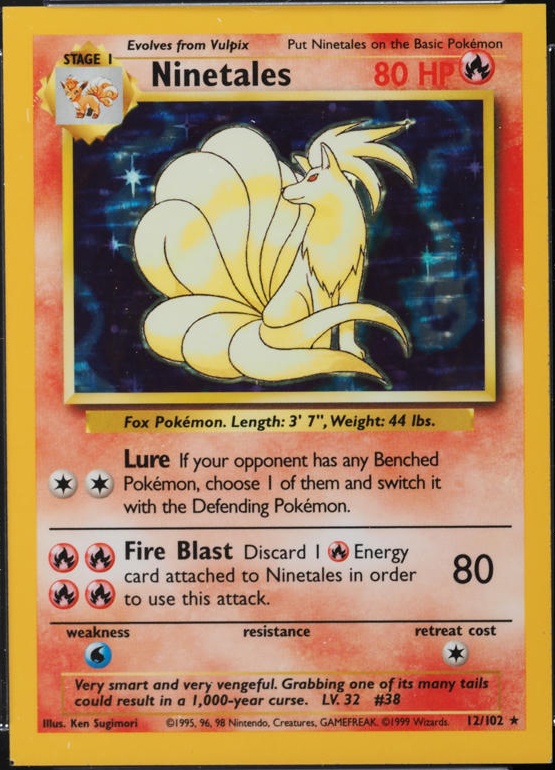 Evolves from Vulpix Put Ninetales on the Basic Pokémon
STAGE 1
Ninetales 80 HP
Fox Pokémon. Length: 3' 7", Weight: 44 lbs.
Lure If your opponent has any Benched
Pokémon, choose 1 of them and switch it
with the Defending Pokémon.
Fire Blast Discard 1 Energy
card attached to Ninetales in order
to use this attack.
80
weakness resistance retreat cost
Very smart and very vengeful. Grabbing one of its many tails
could result in a 1,000-year curse. LV. 32 #38
Illus. Ken Sugimori ©1995, 96, 98 Nintendo, Creatures, GAMEFREAK. ©1999 Wizards. 12/102 ★